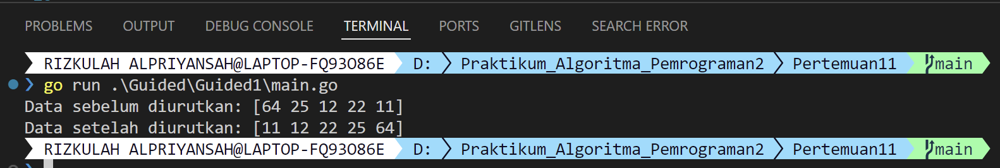 PROBLEMS OUTPUT DEBUG CONSOLE TERMINAL PORTS GITLENS SEARCH ERROR
RIZKULAH ALPRIYANSAH@LAPTOP-FQ93O86E D: Praktikum_Algoritma_Pemrograman2 Pertemuan11 main
❯ go run .\Guided\Guided1\main.go
Data sebelum diurutkan: [64 25 12 22 11]
Data setelah diurutkan: [11 12 22 25 64]
RIZKULAH ALPRIYANSAH@LAPTOP-FQ93O86E D: Praktikum_Algoritma_Pemrograman2 Pertemuan11 main
❯